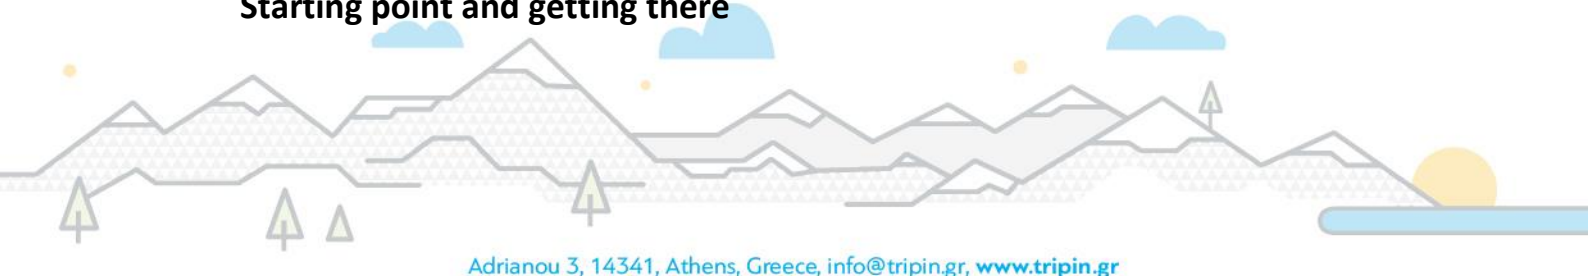 Starting point and getting there
Adrianou 3, 14341, Athens, Greece, info@tripin.gr, www.tripin.gr